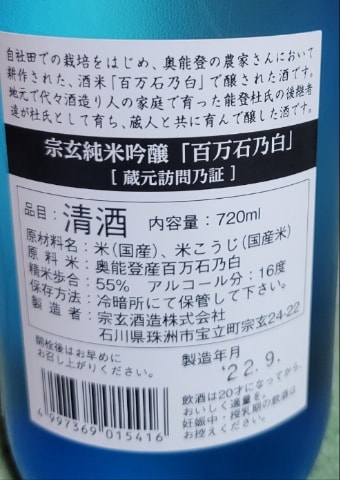 自社田での栽培をはじめ、奥能登の農家さんにおいて
耕作された、酒米「百万石乃白」で醸された酒です。
地元で代々酒造り人の家庭で育った能登杜氏の後継者
達が杜氏として育ち、蔵人と共に育んで醸した酒です。
宗玄純米吟醸「百万石乃白」
[ 蔵元訪問乃証 ]
品目：清酒 内容量：720ml
原材料名：米（国産）、米こうじ（国産米）
原料米：奥能登産百万石乃白
精米歩合：55% アルコール分：16度
保存方法：冷暗所にて保管して下さい。
製造者：宗玄酒造株式会社
石川県珠洲市宝立町宗玄24-22
開栓後はお早めに
お召し上がりください。
製造年月
'22.9.
4997369015416
飲酒は20才になってから。
おいしく適量を。
妊娠中・授乳期の飲酒は
お控えください。